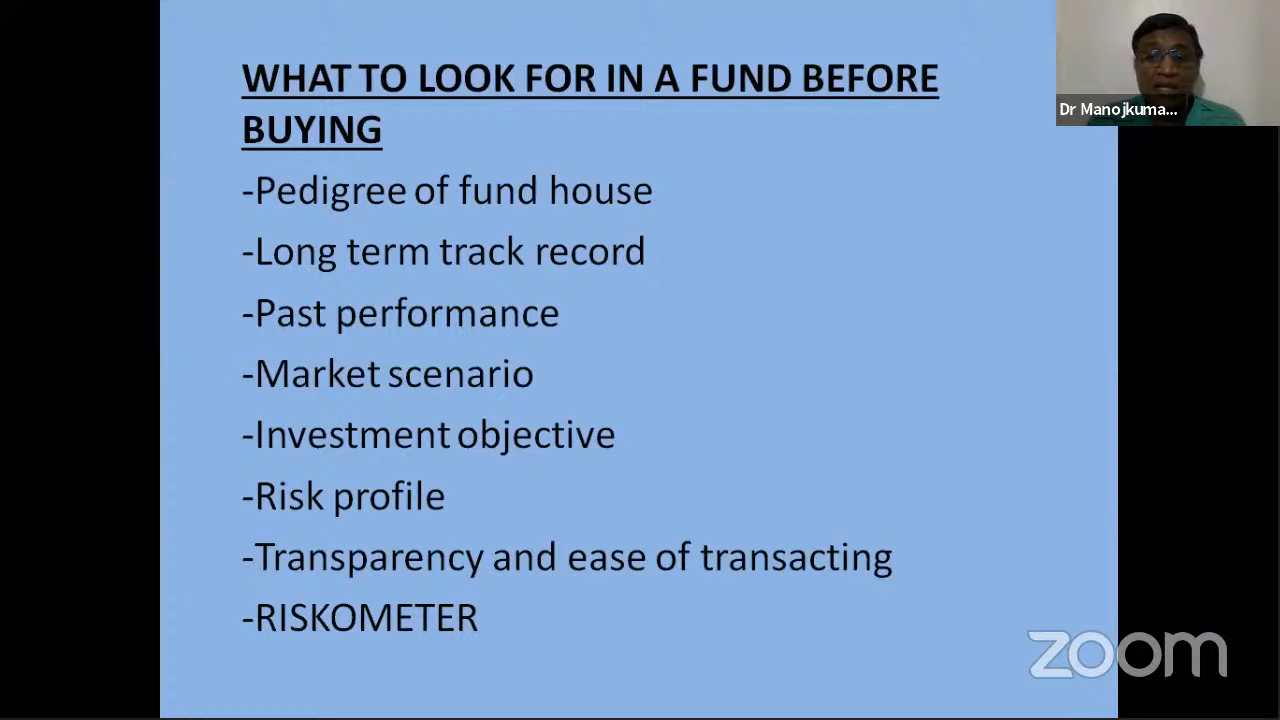 WHAT TO LOOK FOR IN A FUND BEFORE
BUYING
-Pedigree of fund house
-Long term track record
-Past performance
-Market scenario
-Investment objective
-Risk profile
-Transparency and ease of transacting
-RISKOMETER
Dr Manojkuma...
zoom